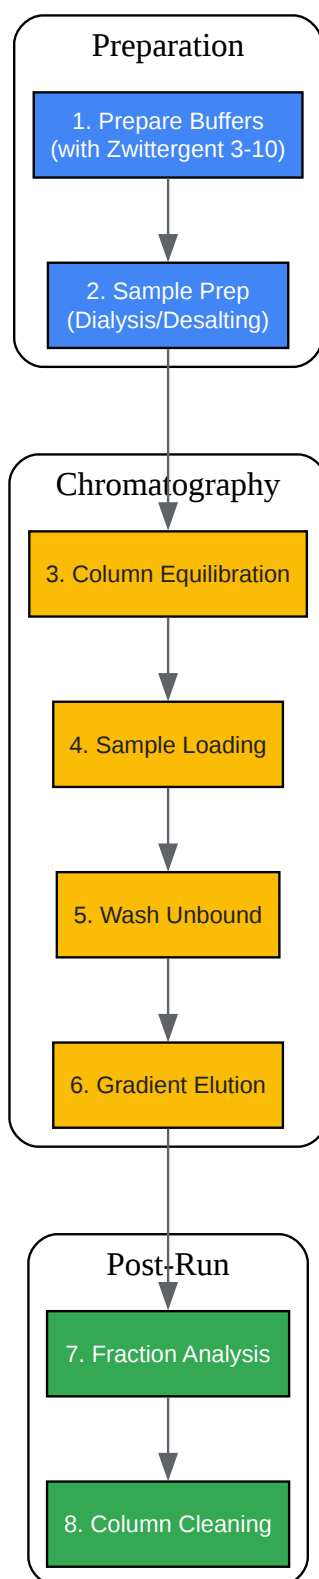 Preparation
1. Prepare Buffers
(with Zwittergent 3-10)
2. Sample Prep
(Dialysis/Desalting)
Chromatography
3. Column Equilibration
4. Sample Loading
5. Wash Unbound
6. Gradient Elution
Post-Run
7. Fraction Analysis
8. Column Cleaning